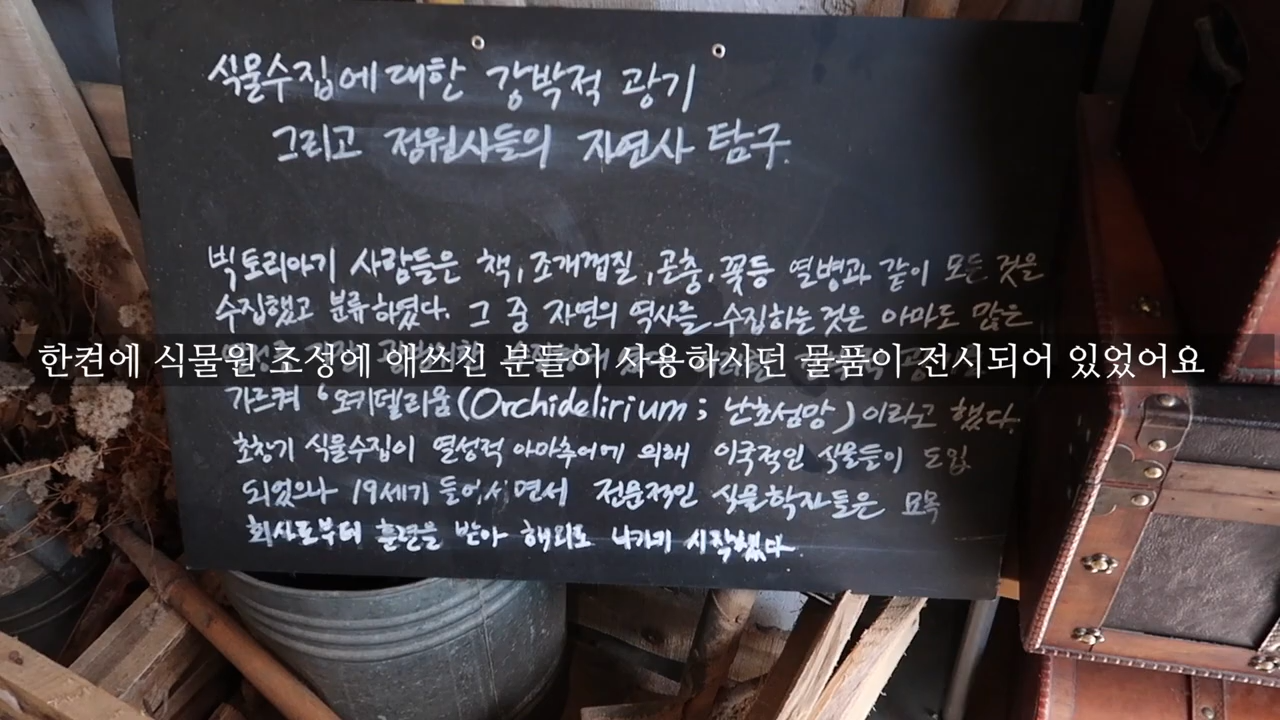 식물수집에 대한 강박적 광기
그리고 정원사들의 자연사 탐구.
빅토리아기 사람들은 책, 조개껍질, 곤충, 꽃등 열병과 같이 모든 것을
수집했고 분류하였다. 그 중 자연의 역사를 수집하는것은 아마도 많은
한켠에 식물원 조성에 애쓰신 분들이 사용하시던 물품이 전시되어 있었어요
가르켜 '오키델리움(Orchidelirium; 난초섬망)이라고 했다.
초창기 식물수집이 열성적 아마추어에 의해 이국적인 식물들이 도입
되었으나 19세기 들어서면서 전문적인 식물학자들은 묘목
회사로부터 훈련을 받아 해외로 나가기 시작했다.